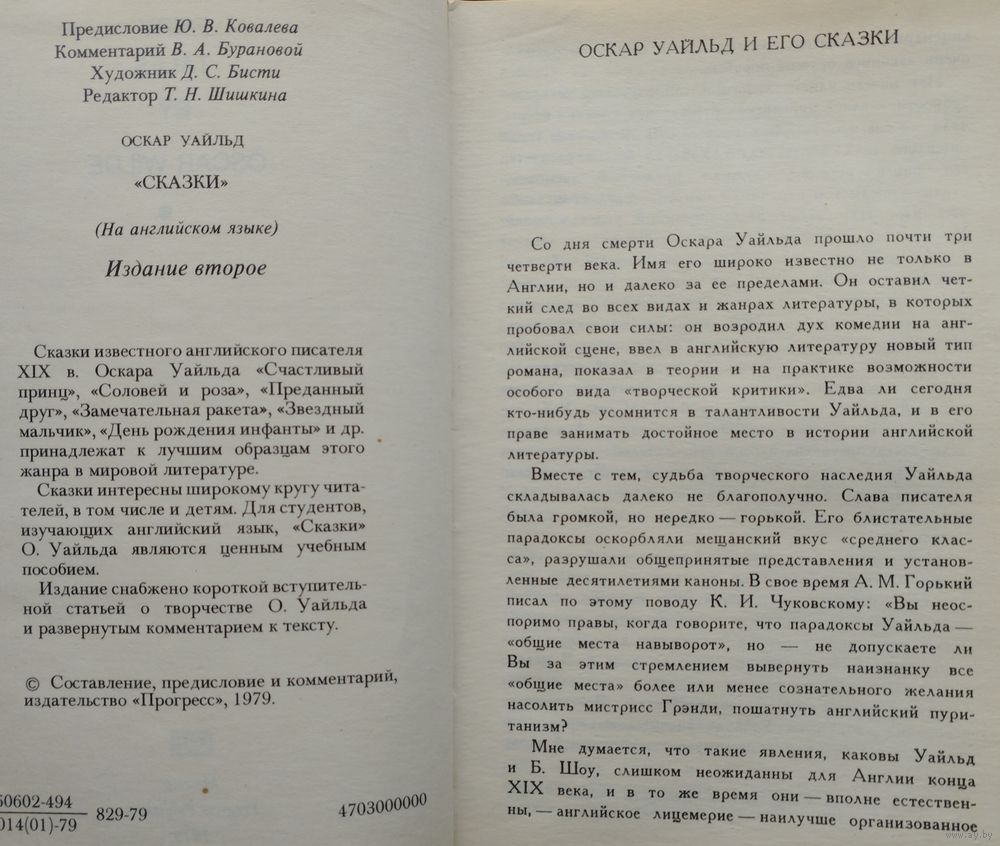 Предисловие Ю. В. Ковалева
Комментарий В. А. Бурановой
Художник Д. С. Бисти
Редактор Т. Н. Шишкина
ОСКАР УАЙЛЬД
«СКАЗКИ»
(На английском языке)
Издание второе
Сказки известного английского писателя
XIX в. Оскара Уайльда «Счастливый
принц», «Соловей и роза», «Преданный
друг», «Замечательная ракета», «Звездный
мальчик», «День рождения инфанты» и др.
принадлежат к лучшим образцам этого
жанра в мировой литературе.
Сказки интересны широкому кругу чита-
телей, в том числе и детям. Для студентов,
изучающих английский язык, «Сказки»
О. Уайльда являются ценным учебным
пособием.
Издание снабжено короткой вступитель-
ной статьей о творчестве О. Уайльда
и развернутым комментарием к тексту.
© Составление, предисловие и комментарий,
издательство «Прогресс», 1979.
60602-494
014(01)-79
829-79
4703000000
ОСКАР УАЙЛЬД И ЕГО СКАЗКИ
Со дня смерти Оскара Уайльда прошло почти три
четверти века. Имя его широко известно не только в
Англии, но и далеко за ее пределами. Он оставил чет-
кий след во всех видах и жанрах литературы, в которых
пробовал свои силы: он возродил дух комедии на анг-
лийской сцене, ввел в английскую литературу новый тип
романа, показал в теории и на практике возможности
особого вида «творческой критики». Едва ли сегодня
кто-нибудь усомнится в талантливости Уайльда, и в его
праве занимать достойное место в истории английской
литературы.
Вместе с тем, судьба творческого наследия Уайльда
складывалась далеко не благополучно. Слава писателя
была громкой, но нередко — горькой. Его блистательные
парадоксы оскорбляли мещанский вкус «среднего клас-
са», разрушали общепринятые представления и установ-
ленные десятилетиями каноны. В свое время А. М. Горький
писал по этому поводу К. И. Чуковскому: «Вы неос-
поримо правы, когда говорите, что парадоксы Уайльда —
«общие места навыворот», но — не допускаете ли
Вы за этим стремлением вывернуть наизнанку все
«общие места» более или менее сознательного желания
насолить мистрисс Грэнди, пошатнуть английский пури-
танизм?
Мне думается, что такие явления, каковы Уайльд
и Б. Шоу, слишком неожиданны для Англии конца
XIX века, и в то же время они — вполне естествен-
ны, — английское лицемерие — наилучше организованное
www.ay.by